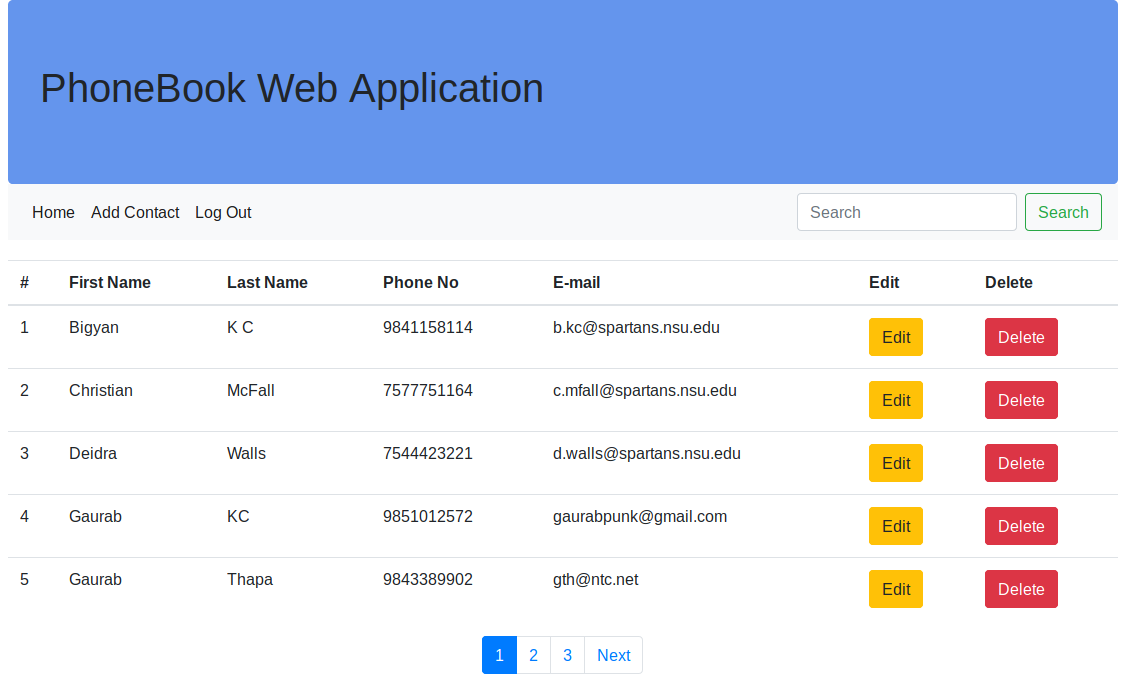 PhoneBook Web Application
Home Add Contact Log Out Search Search
# First Name Last Name Phone No E-mail Edit Delete
1 Bigyan K C 9841158114 b.kc@spartans.nsu.edu Edit Delete
2 Christian McFall 7577751164 c.mfall@spartans.nsu.edu Edit Delete
3 Deidra Walls 7544423221 d.walls@spartans.nsu.edu Edit Delete
4 Gaurab KC 9851012572 gaurabpunk@gmail.com Edit Delete
5 Gaurab Thapa 9843389902 gth@ntc.net Edit Delete
1 2 3 Next